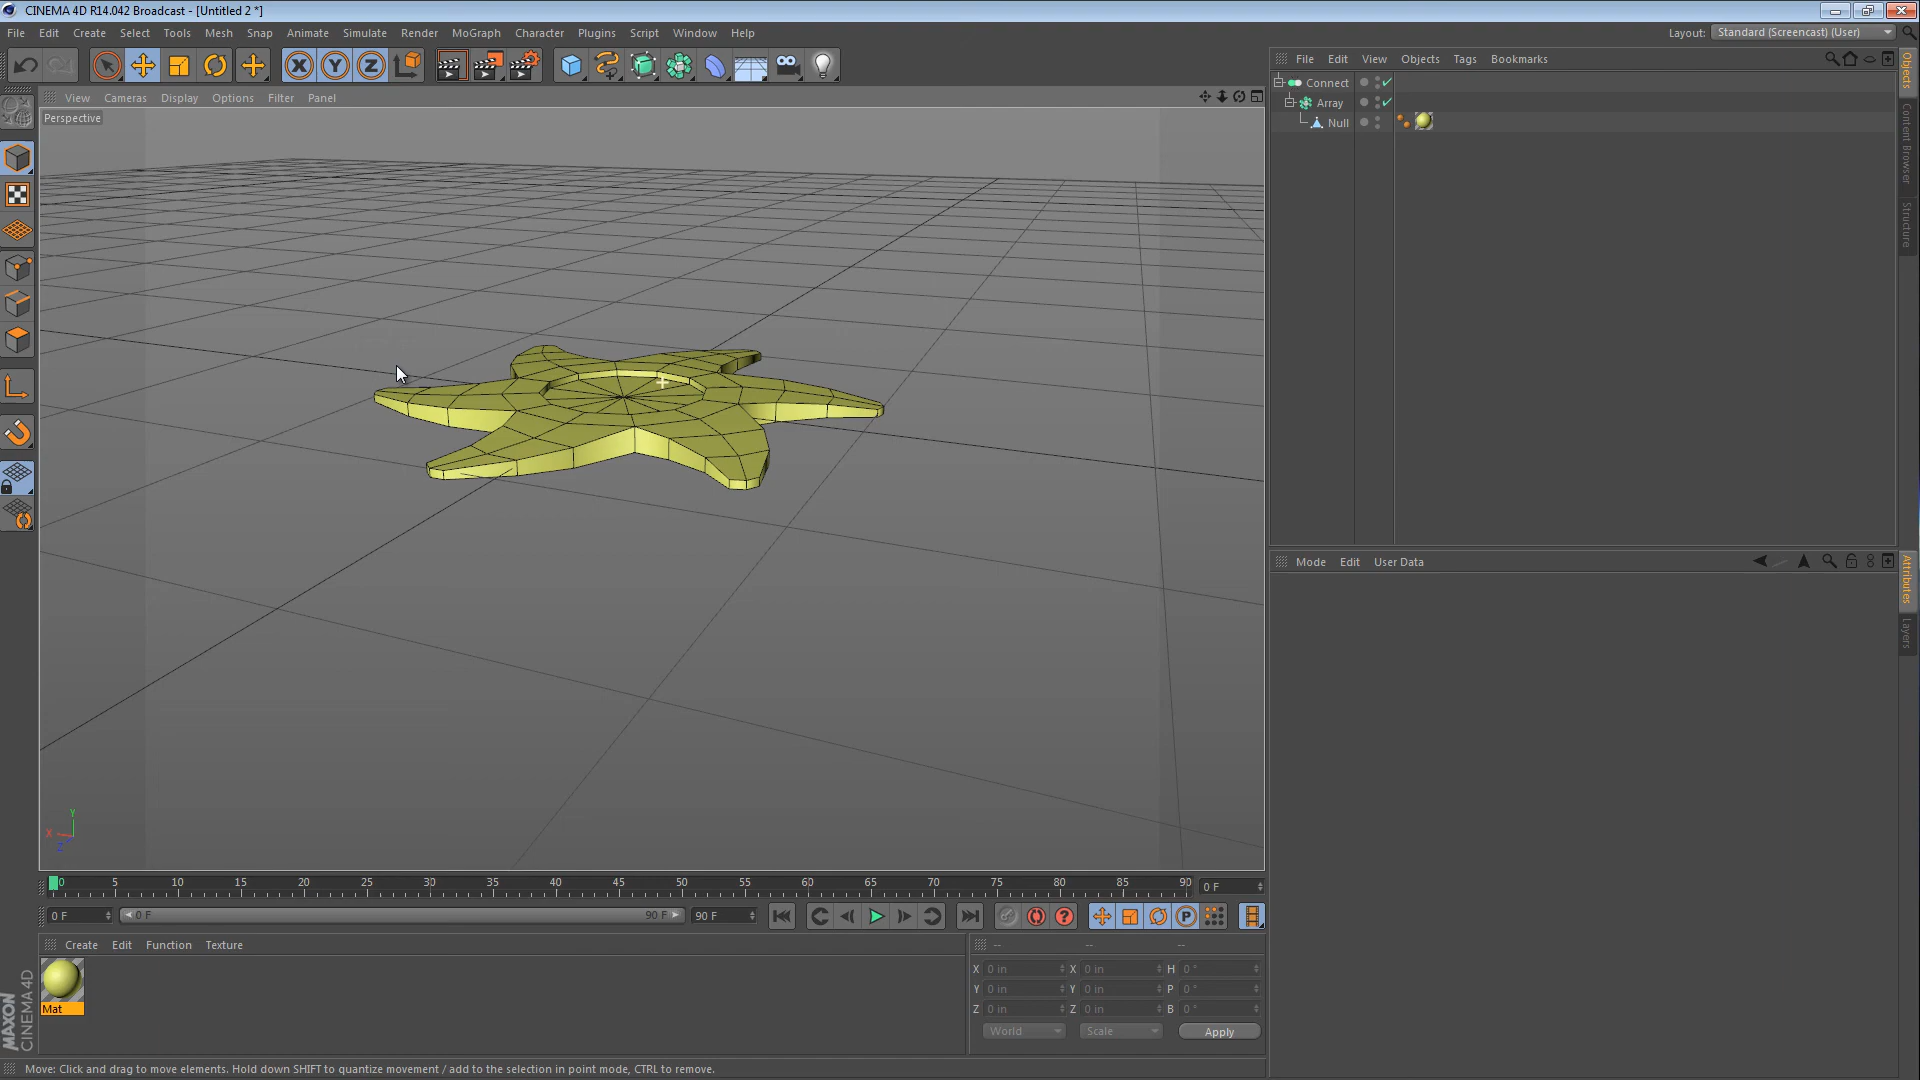 CINEMA 4D R14.042 Broadcast - [Untitled 2 *]
File Edit Create Select Tools Mesh Snap Animate Simulate Render MoGraph Character Plugins Script Window Help
Layout: Standard (Screencast) (User)
File Edit View Objects Tags Bookmarks
View Cameras Display Options Filter Panel
Perspective
Connect
Array
Null
Objects
Content Browser
Structure
Mode Edit User Data
Attributes
Layers
Y
X
Z
0 5 10 15 20 25 30 35 40 45 50 55 60 65 70 75 80 85 90
0 F
0 F
0 F
90 F
90 F
Create Edit Function Texture
Mat
-- -- --
X 0 in X 0 in H 0 °
Y 0 in Y 0 in P 0 °
Z 0 in Z 0 in B 0 °
World Scale Apply
MAXON
CINEMA 4D
Move: Click and drag to move elements. Hold down SHIFT to quantize movement / add to the selection in point mode, CTRL to remove.